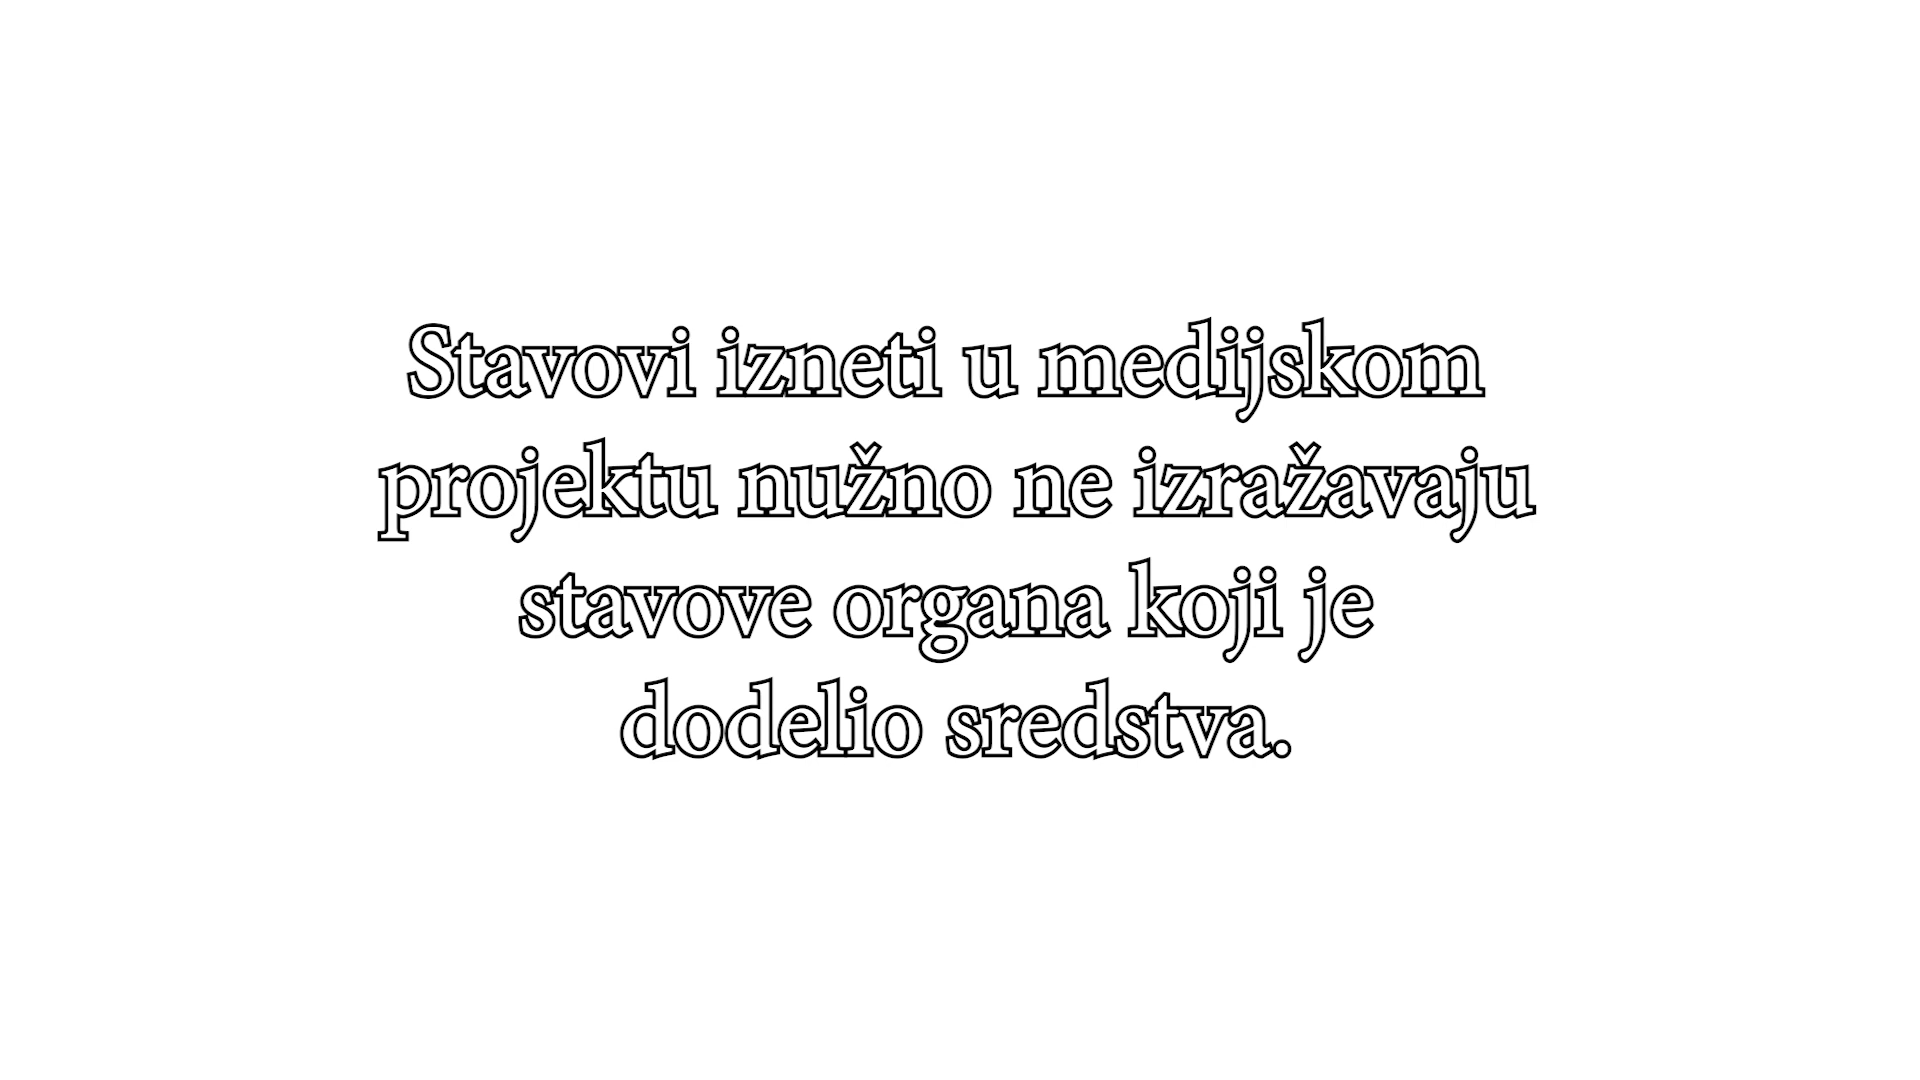 Stavovi izneti u medijskom
projektu nužno ne izražavaju
stavove organa koji je
dodelio sredstva.